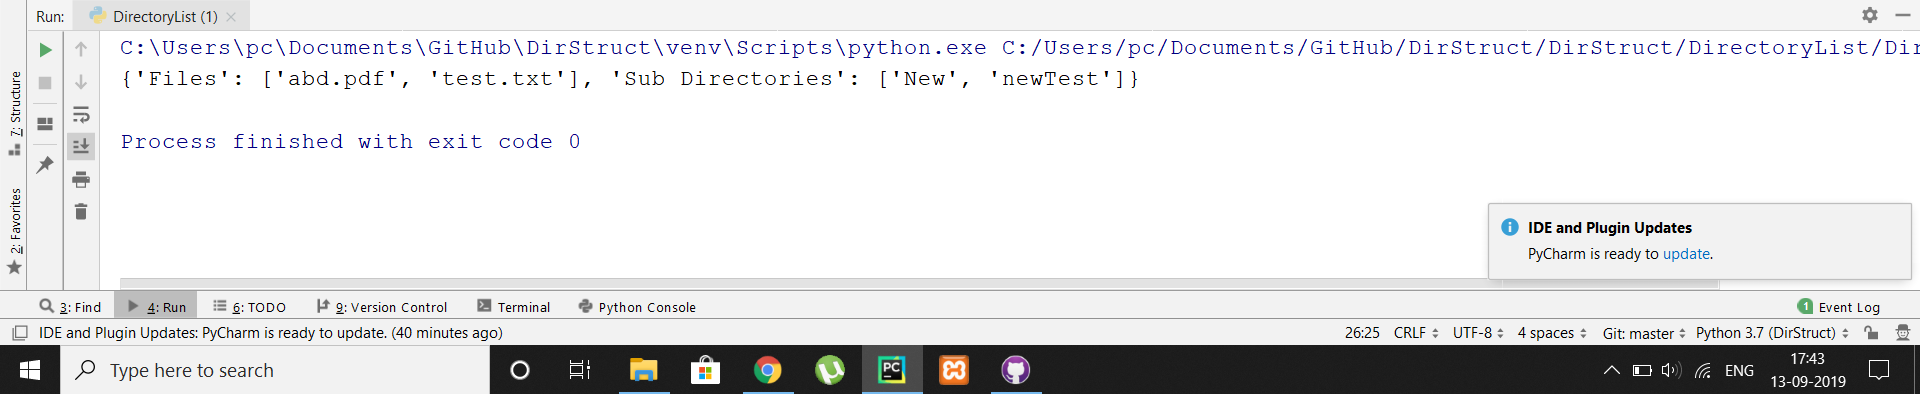 Run: DirectoryList (1)
C:\Users\pc\Documents\GitHub\DirStruct\venv\Scripts\python.exe C:/Users/pc/Documents/GitHub/DirStruct/DirStruct/DirectoryList/Dir
{'Files': ['abd.pdf', 'test.txt'], 'Sub Directories': ['New', 'newTest']}
Process finished with exit code 0
7: Structure
2: Favorites
IDE and Plugin Updates
PyCharm is ready to update.
3: Find 4: Run 6: TODO 9: Version Control Terminal Python Console 1 Event Log
IDE and Plugin Updates: PyCharm is ready to update. (40 minutes ago) 26:25 CRLF UTF-8 4 spaces Git: master Python 3.7 (DirStruct)
Type here to search PC ENG 17:43
13-09-2019